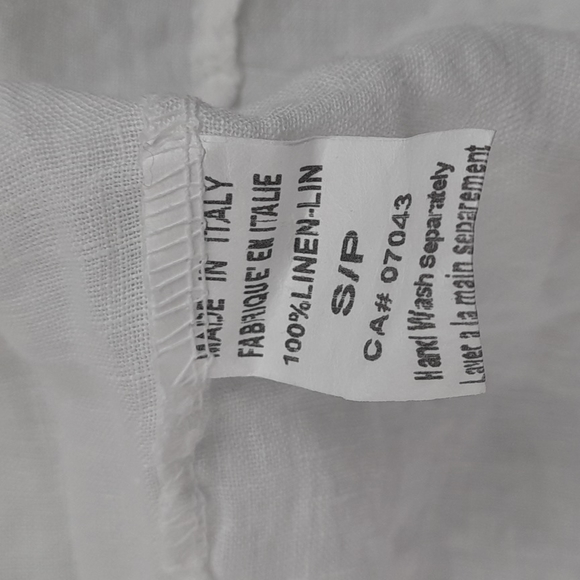 MADE IN ITALY
FABRIQUE' EN ITALIE
100%LINEN-LIN
S/P
CA# 07043
Hand Wash separately
Laver a la main separement